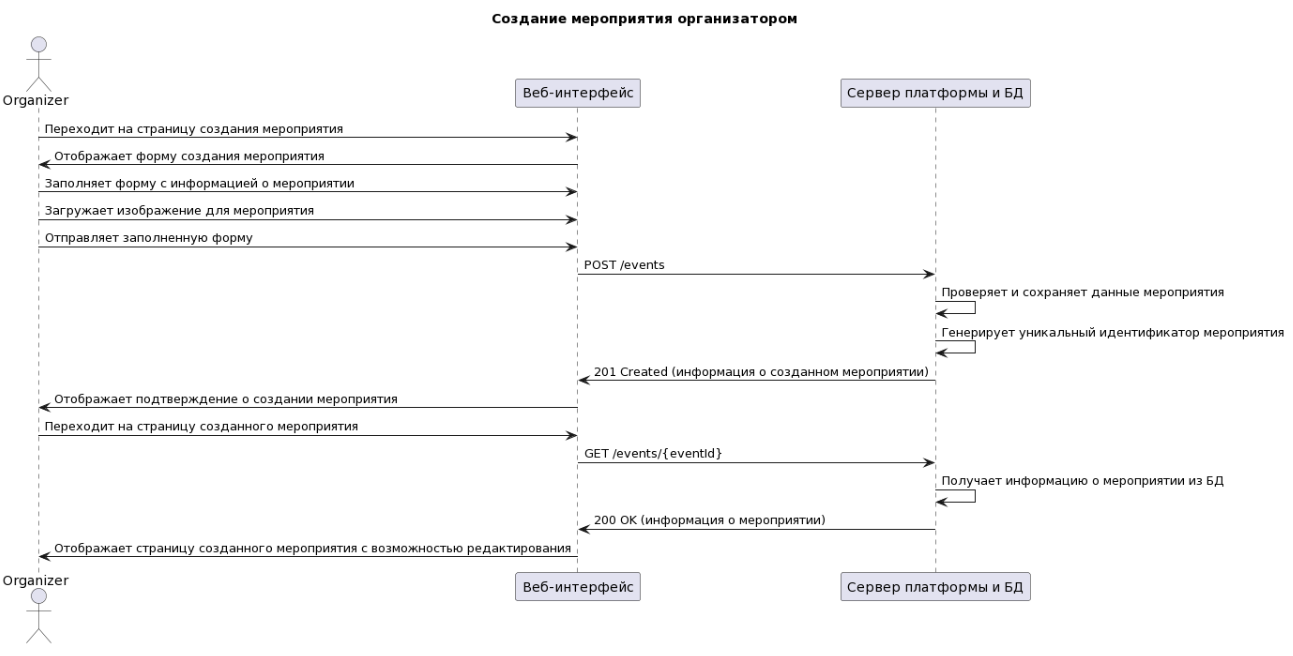 Создание мероприятия организатором
Organizer
Веб-интерфейс
Сервер платформы и БД
Переходит на страницу создания мероприятия
Отображает форму создания мероприятия
Заполняет форму с информацией о мероприятии
Загружает изображение для мероприятия
Отправляет заполненную форму
POST /events
Проверяет и сохраняет данные мероприятия
Генерирует уникальный идентификатор мероприятия
201 Created (информация о созданном мероприятии)
Отображает подтверждение о создании мероприятия
Переходит на страницу созданного мероприятия
GET /events/{eventId}
Получает информацию о мероприятии из БД
200 OK (информация о мероприятии)
Отображает страницу созданного мероприятия с возможностью редактирования
Organizer
Веб-интерфейс
Сервер платформы и БД